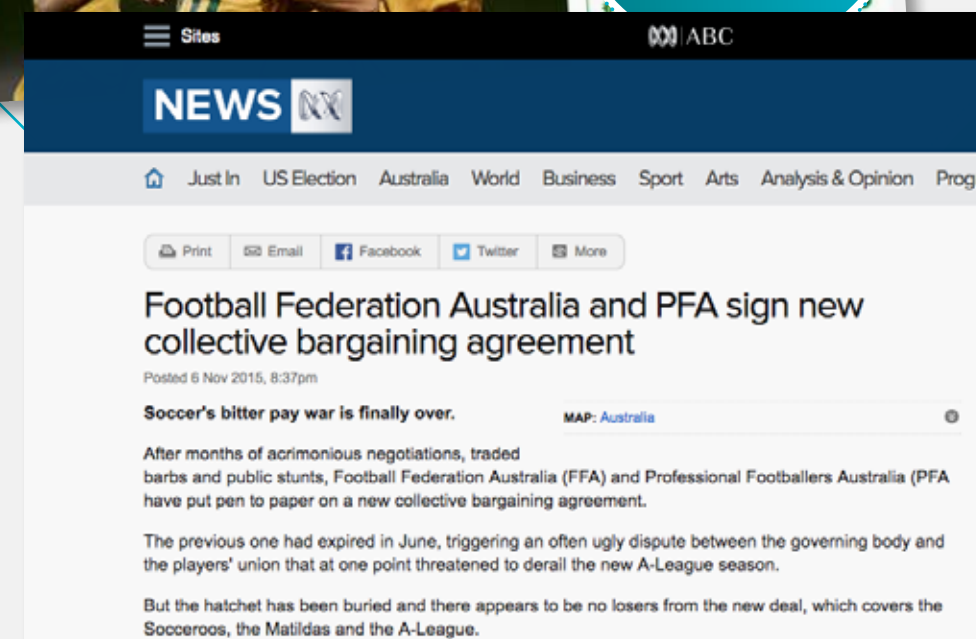 Sites
ABC
NEWS
Just In US Election Australia World Business Sport Arts Analysis & Opinion Prog
Print Email Facebook Twitter More
Football Federation Australia and PFA sign new
collective bargaining agreement
Posted 6 Nov 2015, 8:37pm
Soccer's bitter pay war is finally over.
MAP: Australia
After months of acrimonious negotiations, traded
barbs and public stunts, Football Federation Australia (FFA) and Professional Footballers Australia (PFA
have put pen to paper on a new collective bargaining agreement.
The previous one had expired in June, triggering an often ugly dispute between the governing body and
the players' union that at one point threatened to derail the new A-League season.
But the hatchet has been buried and there appears to be no losers from the new deal, which covers the
Socceroos, the Matildas and the A-League.